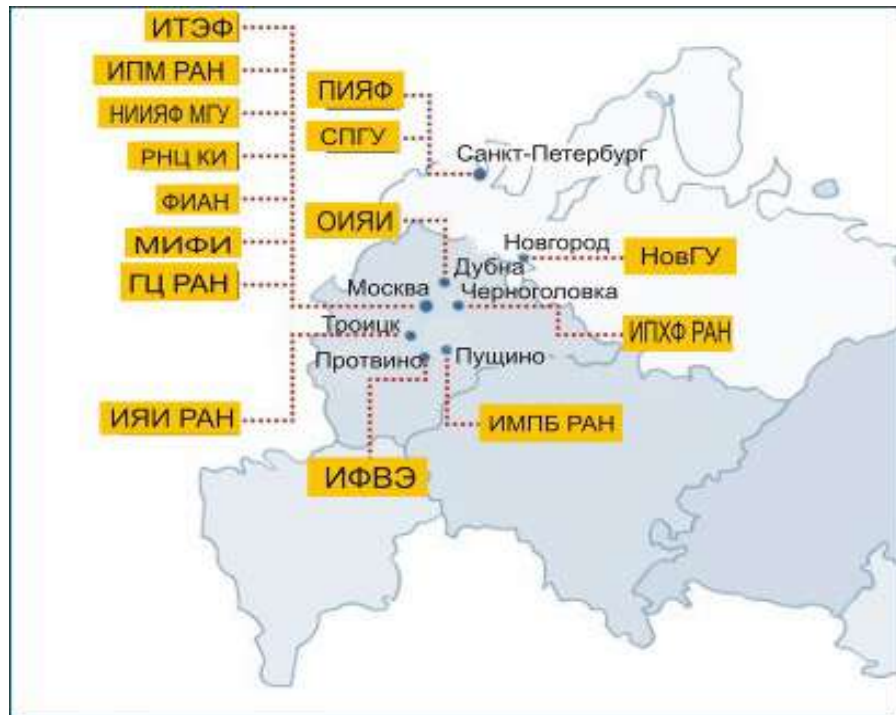 ИТЭФ
ИПМ РАН
НИИЯФ МГУ
РНЦ КИ
ФИАН
МИФИ
ГЦ РАН
ПИЯФ
СПГУ
Санкт-Петербург
ОИЯИ
Новгород
НовГУ
Дубна
Москва
Черноголовка
Троицк
ИПХФ РАН
Протвино
Пущино
ИЯИ РАН
ИМПБ РАН
ИФВЭ